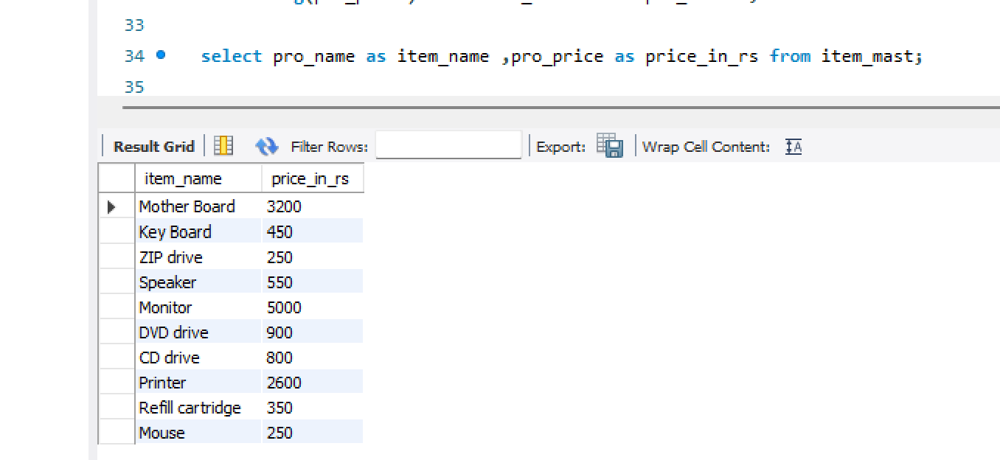 33
34 select pro_name as item_name ,pro_price as price_in_rs from item_mast;
35
Result Grid Filter Rows: Export: Wrap Cell Content: IA
item_name price_in_rs
Mother Board 3200
Key Board 450
ZIP drive 250
Speaker 550
Monitor 5000
DVD drive 900
CD drive 800
Printer 2600
Refill cartridge 350
Mouse 250